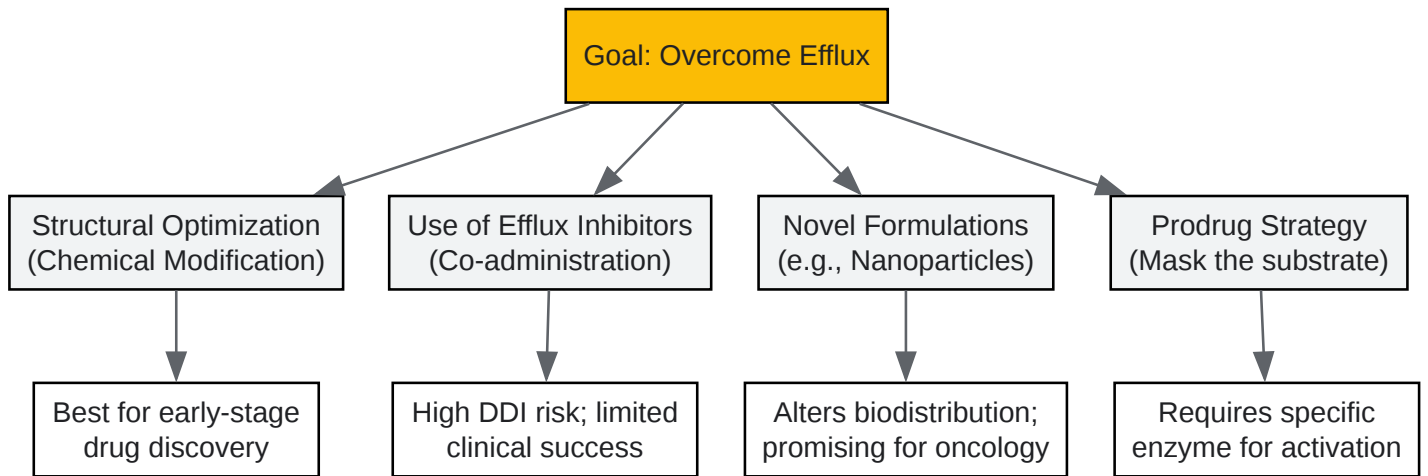 Goal: Overcome Efflux
Structural Optimization
(Chemical Modification)
Use of Efflux Inhibitors
(Co-administration)
Novel Formulations
(e.g., Nanoparticles)
Prodrug Strategy
(Mask the substrate)
Best for early-stage
drug discovery
High DDI risk; limited
clinical success
Alters biodistribution;
promising for oncology
Requires specific
enzyme for activation